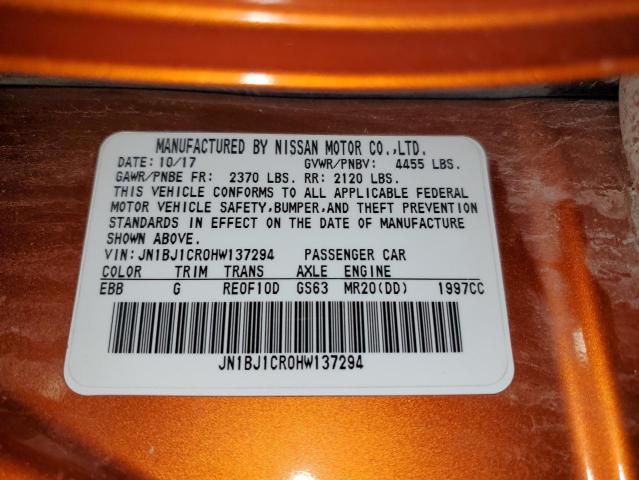 MANUFACTURED BY NISSAN MOTOR CO.,LTD.
DATE: 10/17 GVWR/PNBV: 4455 LBS.
GAWR/PNBE FR: 2370 LBS. RR: 2120 LBS.
THIS VEHICLE CONFORMS TO ALL APPLICABLE FEDERAL
MOTOR VEHICLE SAFETY,BUMPER,AND THEFT PREVENTION
STANDARDS IN EFFECT ON THE DATE OF MANUFACTURE
SHOWN ABOVE.
VIN:JN1BJ1CR0HW137294 PASSENGER CAR
COLOR TRIM TRANS AXLE ENGINE
EBB G RE0F10D GS63 MR20(DD) 1997CC
JN1BJ1CR0HW137294